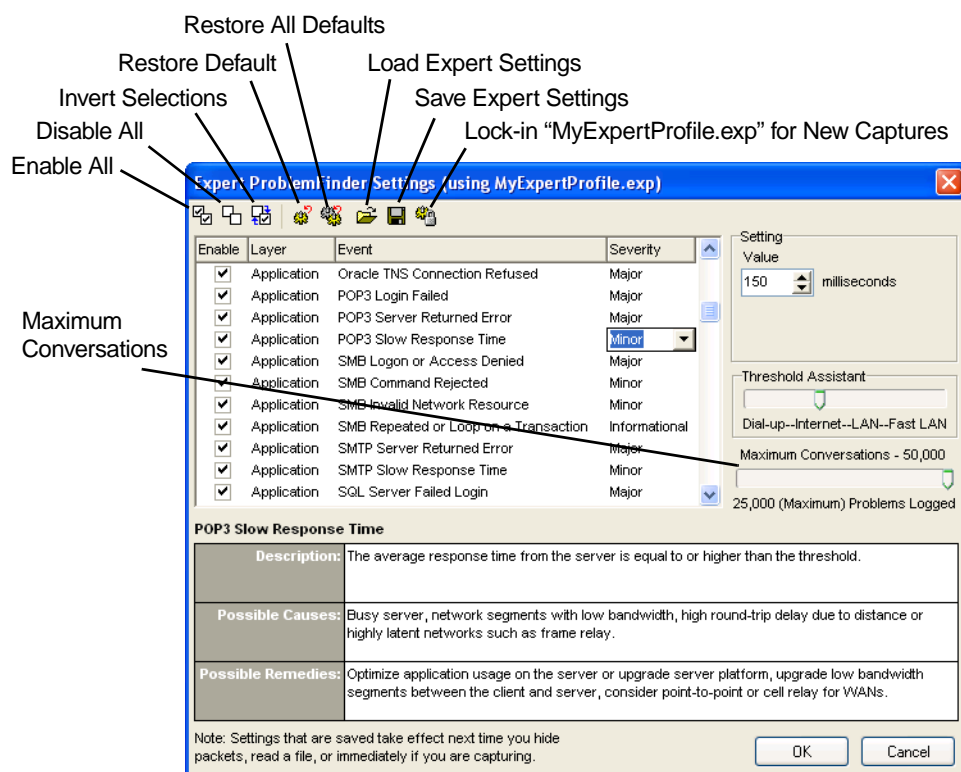 Restore All Defaults
Restore Default
Load Expert Settings
Invert Selections
Save Expert Settings
Disable All
Lock-in “MyExpertProfile.exp” for New Captures
Enable All
Expert ProblemFinder Settings (using MyExpertProfile.exp)
Enable Layer Event Severity
Application Oracle TNS Connection Refused Major
Application POP3 Login Failed Major
Application POP3 Server Returned Error Major
Application POP3 Slow Response Time Minor
Application SMB Logon or Access Denied Major
Application SMB Command Rejected Minor
Application SMB Invalid Network Resource Minor
Application SMB Repeated or Loop on a Transaction Informational
Application SMTP Server Returned Error Major
Application SMTP Slow Response Time Minor
Application SQL Server Failed Login Major
Setting
Value
150 milliseconds
Maximum
Conversations
Threshold Assistant
Dial-up--Internet--LAN--Fast LAN
Maximum Conversations - 50,000
25,000 (Maximum) Problems Logged
POP3 Slow Response Time
Description: The average response time from the server is equal to or higher than the threshold.
Possible Causes: Busy server, network segments with low bandwidth, high round-trip delay due to distance or
highly latent networks such as frame relay.
Possible Remedies: Optimize application usage on the server or upgrade server platform, upgrade low bandwidth
segments between the client and server, consider point-to-point or cell relay for WANs.
Note: Settings that are saved take effect next time you hide
packets, read a file, or immediately if you are capturing.
OK Cancel